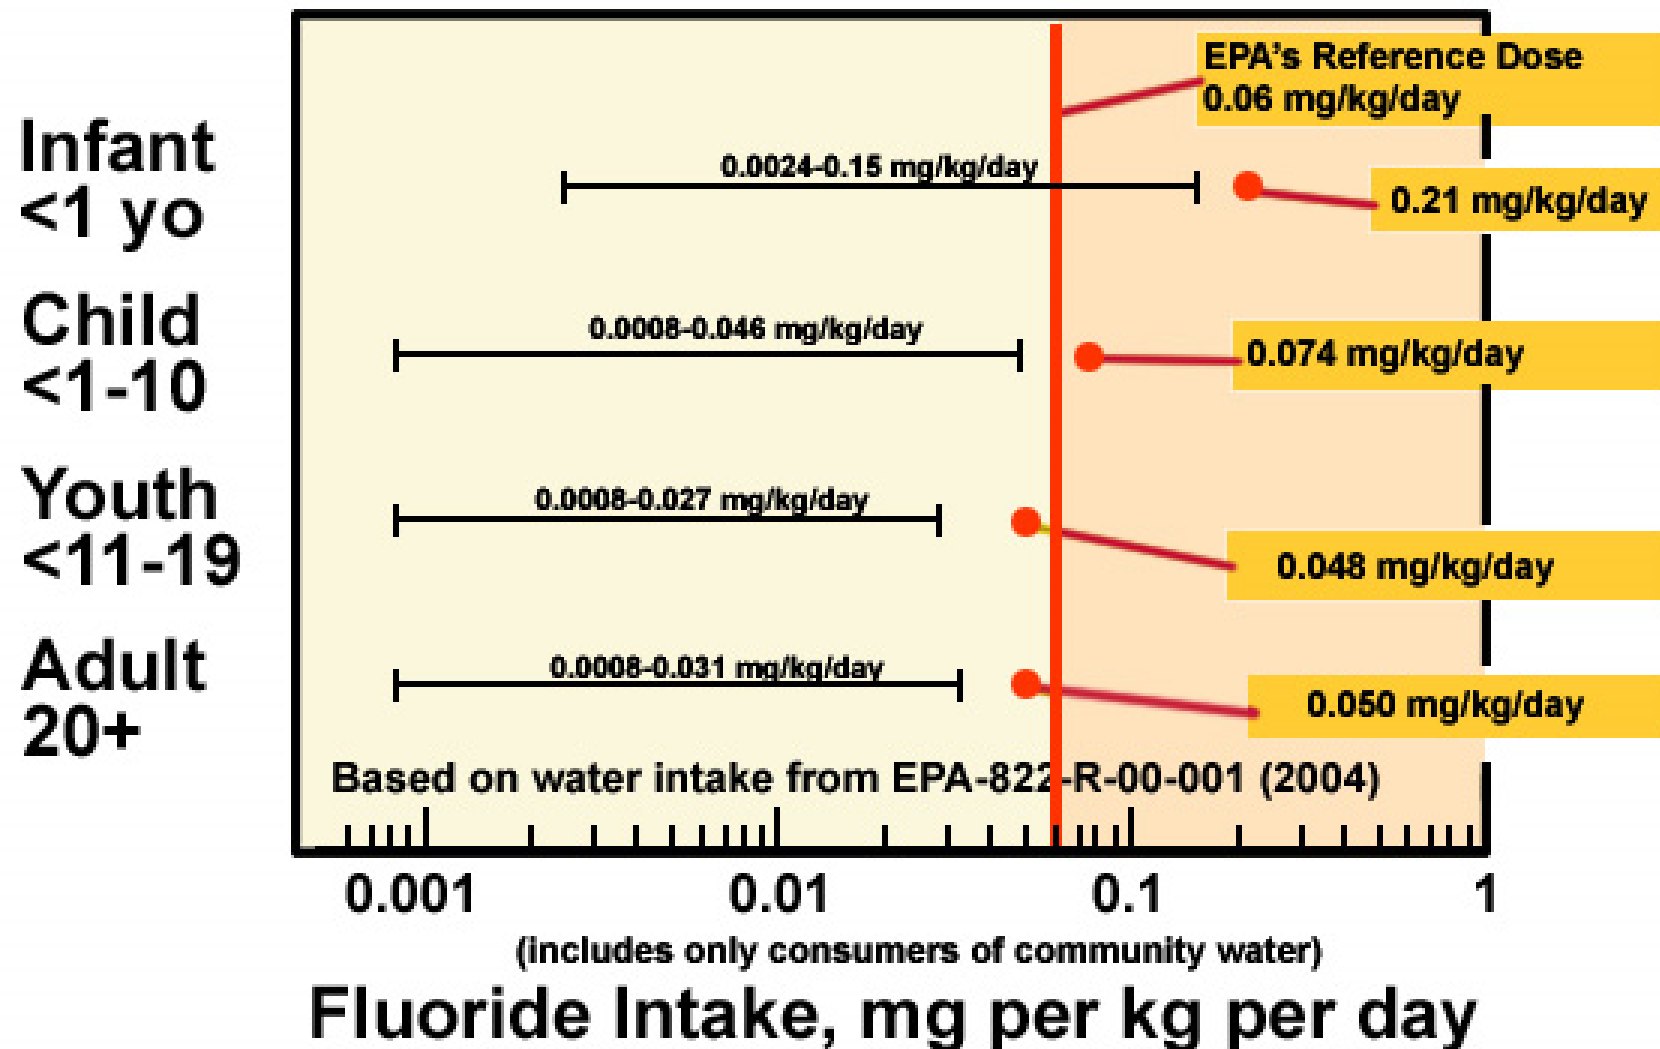 EPA's Reference Dose
0.06 mg/kg/day
Infant
<1 yo
0.0024-0.15 mg/kg/day
0.21 mg/kg/day
Child
<1-10
0.0008-0.046 mg/kg/day
0.074 mg/kg/day
Youth
<11-19
0.0008-0.027 mg/kg/day
0.048 mg/kg/day
Adult
20+
0.0008-0.031 mg/kg/day
0.050 mg/kg/day
Based on water intake from EPA-822-R-00-001 (2004)
0.001 0.01 0.1 1
(includes only consumers of community water)
Fluoride Intake, mg per kg per day